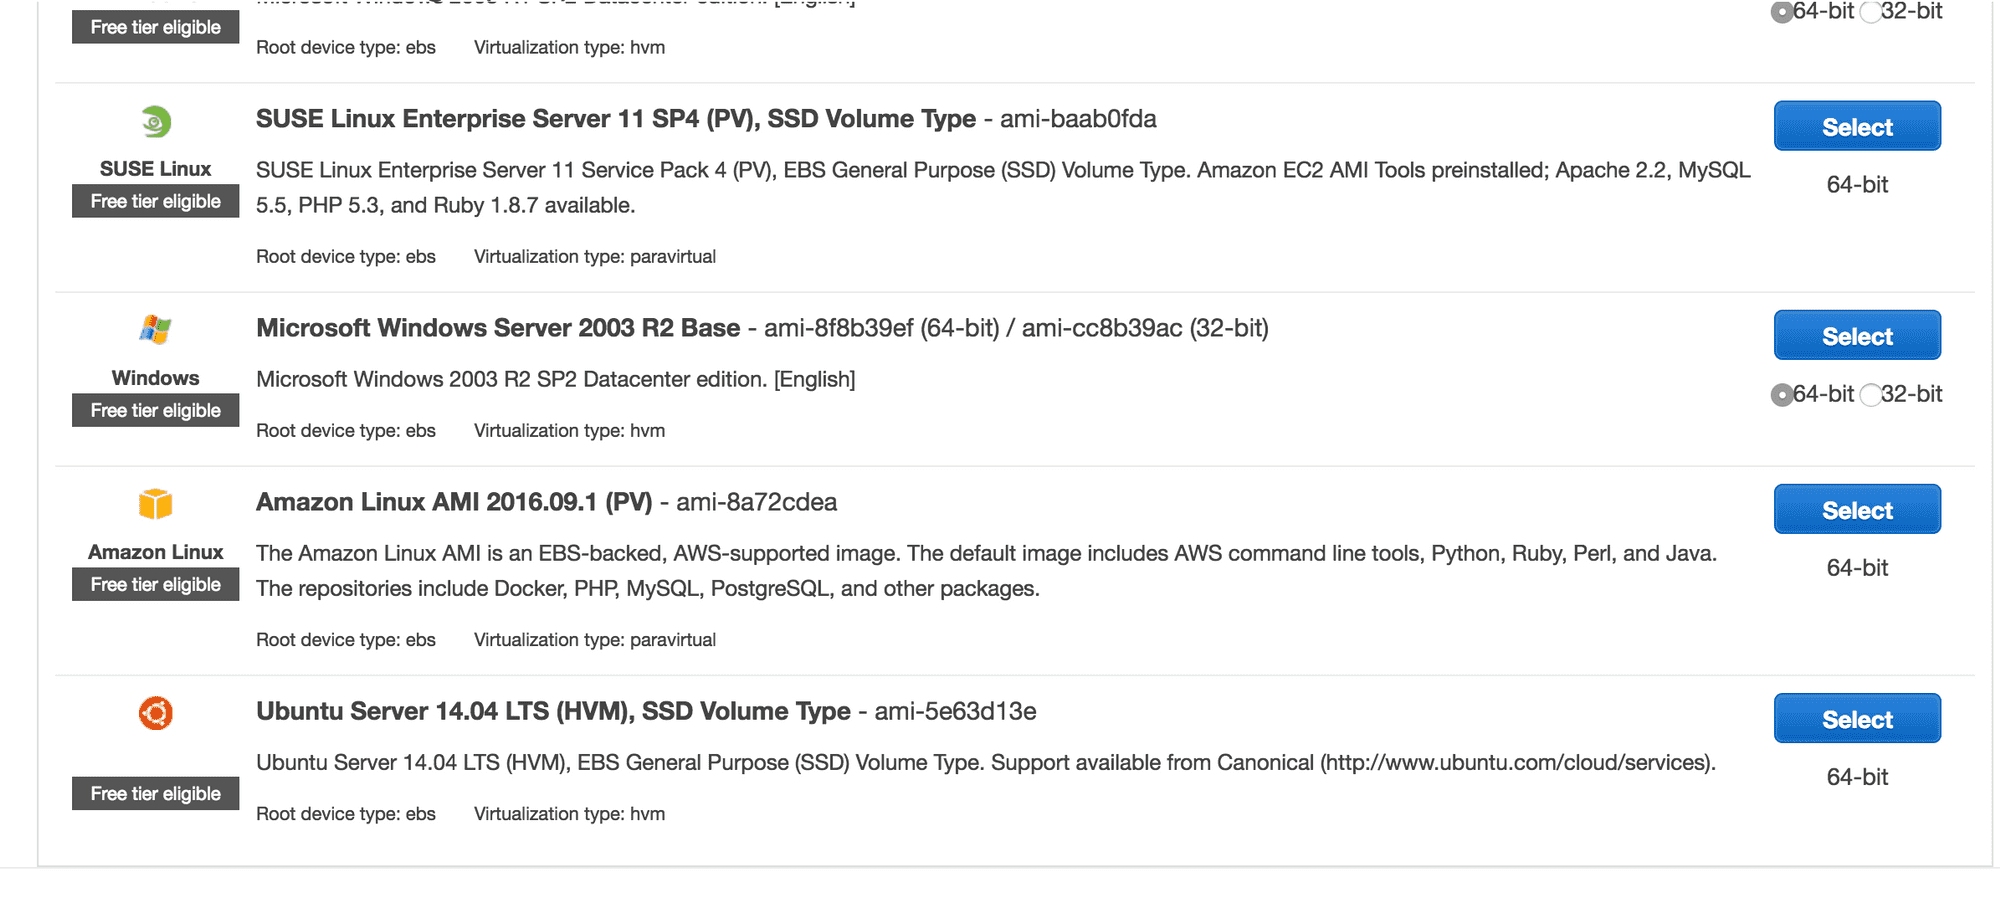 Microsoft Windows 2003 R2 SP2 Datacenter edition. [English]
64-bit 32-bit
Free tier eligible
Root device type: ebs Virtualization type: hvm
SUSE Linux Enterprise Server 11 SP4 (PV), SSD Volume Type - ami-baab0fda
Select
SUSE Linux
SUSE Linux Enterprise Server 11 Service Pack 4 (PV), EBS General Purpose (SSD) Volume Type. Amazon EC2 AMI Tools preinstalled; Apache 2.2, MySQL
5.5, PHP 5.3, and Ruby 1.8.7 available.
64-bit
Free tier eligible
Root device type: ebs Virtualization type: paravirtual
Microsoft Windows Server 2003 R2 Base - ami-8f8b39ef (64-bit) / ami-cc8b39ac (32-bit)
Select
Windows
Microsoft Windows 2003 R2 SP2 Datacenter edition. [English]
64-bit 32-bit
Free tier eligible
Root device type: ebs Virtualization type: hvm
Amazon Linux AMI 2016.09.1 (PV) - ami-8a72cdea
Select
Amazon Linux
The Amazon Linux AMI is an EBS-backed, AWS-supported image. The default image includes AWS command line tools, Python, Ruby, Perl, and Java.
The repositories include Docker, PHP, MySQL, PostgreSQL, and other packages.
64-bit
Free tier eligible
Root device type: ebs Virtualization type: paravirtual
Ubuntu Server 14.04 LTS (HVM), SSD Volume Type - ami-5e63d13e
Select
Ubuntu Server 14.04 LTS (HVM), EBS General Purpose (SSD) Volume Type. Support available from Canonical (http://www.ubuntu.com/cloud/services).
64-bit
Free tier eligible
Root device type: ebs Virtualization type: hvm